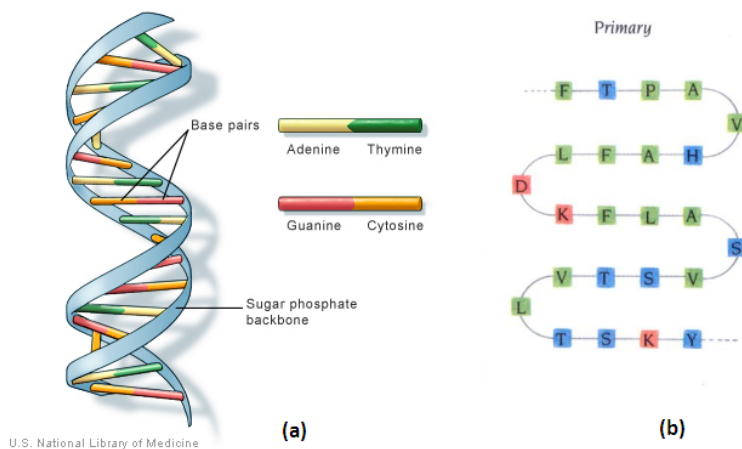 Primary
F T P A
V
L F A H
D
K F L A
S
V T S V
L
T S K Y
Base pairs
Adenine Thymine
Guanine Cytosine
Sugar phosphate
backbone
U.S. National Library of Medicine
(a)
(b)